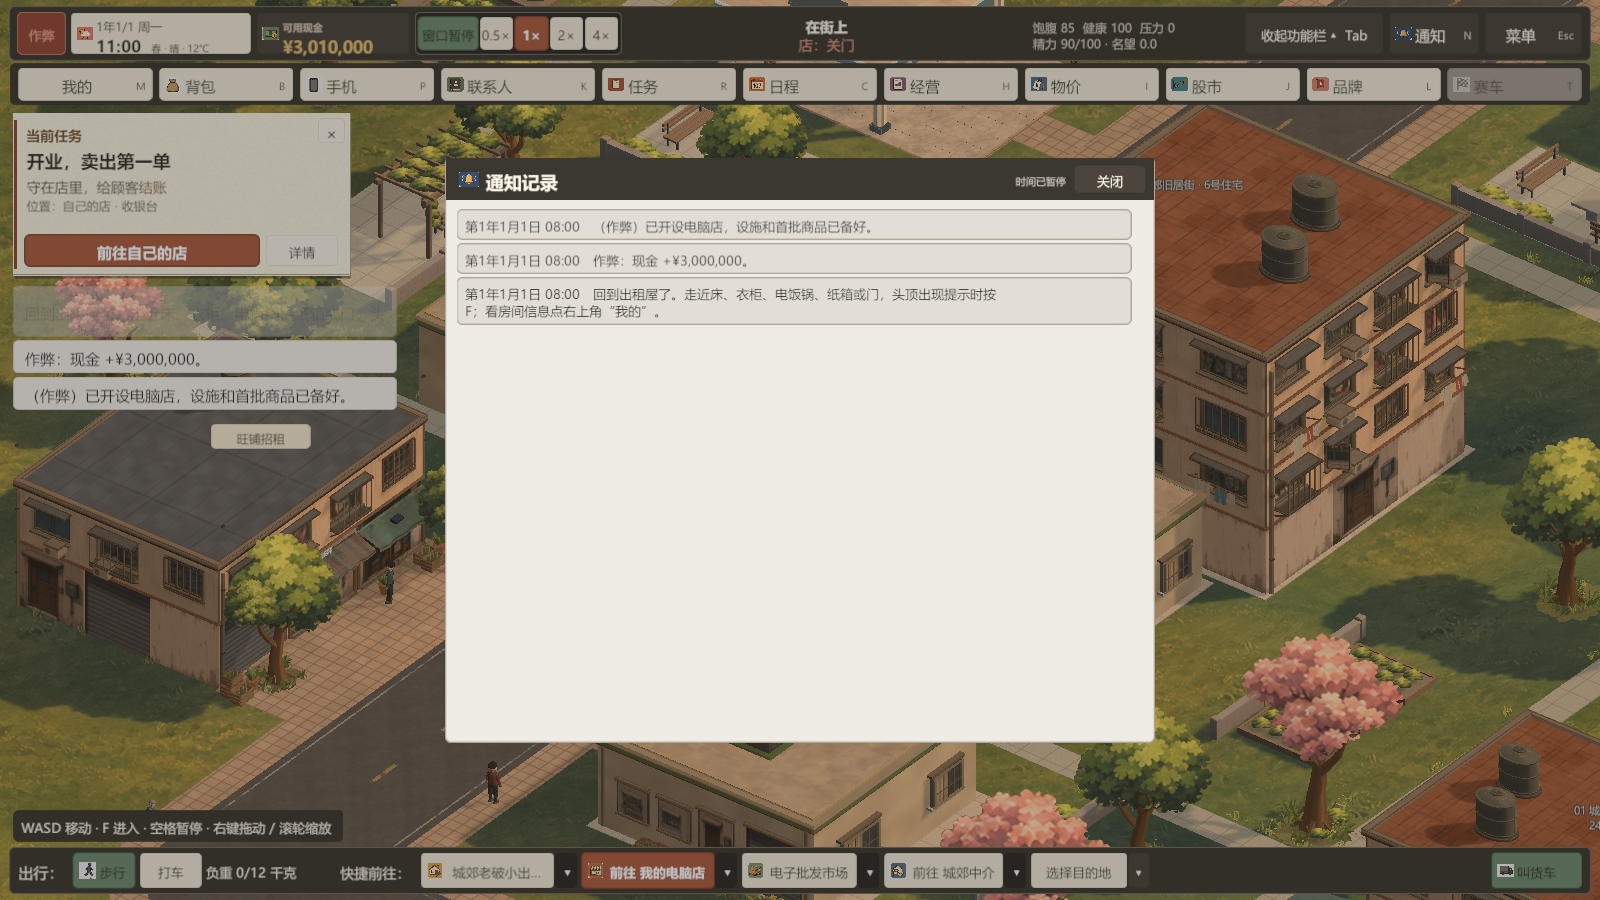 作弊
1年1/1 周一
11:00 春 · 晴 · 12°C
可用现金
¥3,010,000
窗口暂停 0.5× 1× 2× 4×
在街上
店：关门
饱腹 85 健康 100 压力 0
精力 90/100 · 名望 0.0
收起功能栏 ▴ Tab
通知 N
菜单 Esc
我的 M
背包 B
手机 P
联系人 K
任务 R
日程 C
经营 H
物价 I
股市 J
品牌 L
赛车 T
当前任务
×
开业，卖出第一单
守在店里，给顾客结账
位置：自己的店 · 收银台
前往自己的店
详情
作弊：现金 +¥3,000,000。
（作弊）已开设电脑店，设施和首批商品已备好。
旺铺招租
通知记录
时间已暂停
关闭
第1年1月1日 08:00 （作弊）已开设电脑店，设施和首批商品已备好。
第1年1月1日 08:00 作弊：现金 +¥3,000,000。
第1年1月1日 08:00 回到出租屋了。走近床、衣柜、电饭锅、纸箱或门，头顶出现提示时按
F；看房间信息点右上角“我的”。
旧居街 · 6号住宅
01 城
24
WASD 移动 · F 进入 · 空格暂停 · 右键拖动 / 滚轮缩放
出行：
步行
打车
负重 0/12 千克
快捷前往：
城郊老破小出... ▾
前往 我的电脑店 ▾
电子批发市场 ▾
前往 城郊中介 ▾
选择目的地 ▾
叫货车